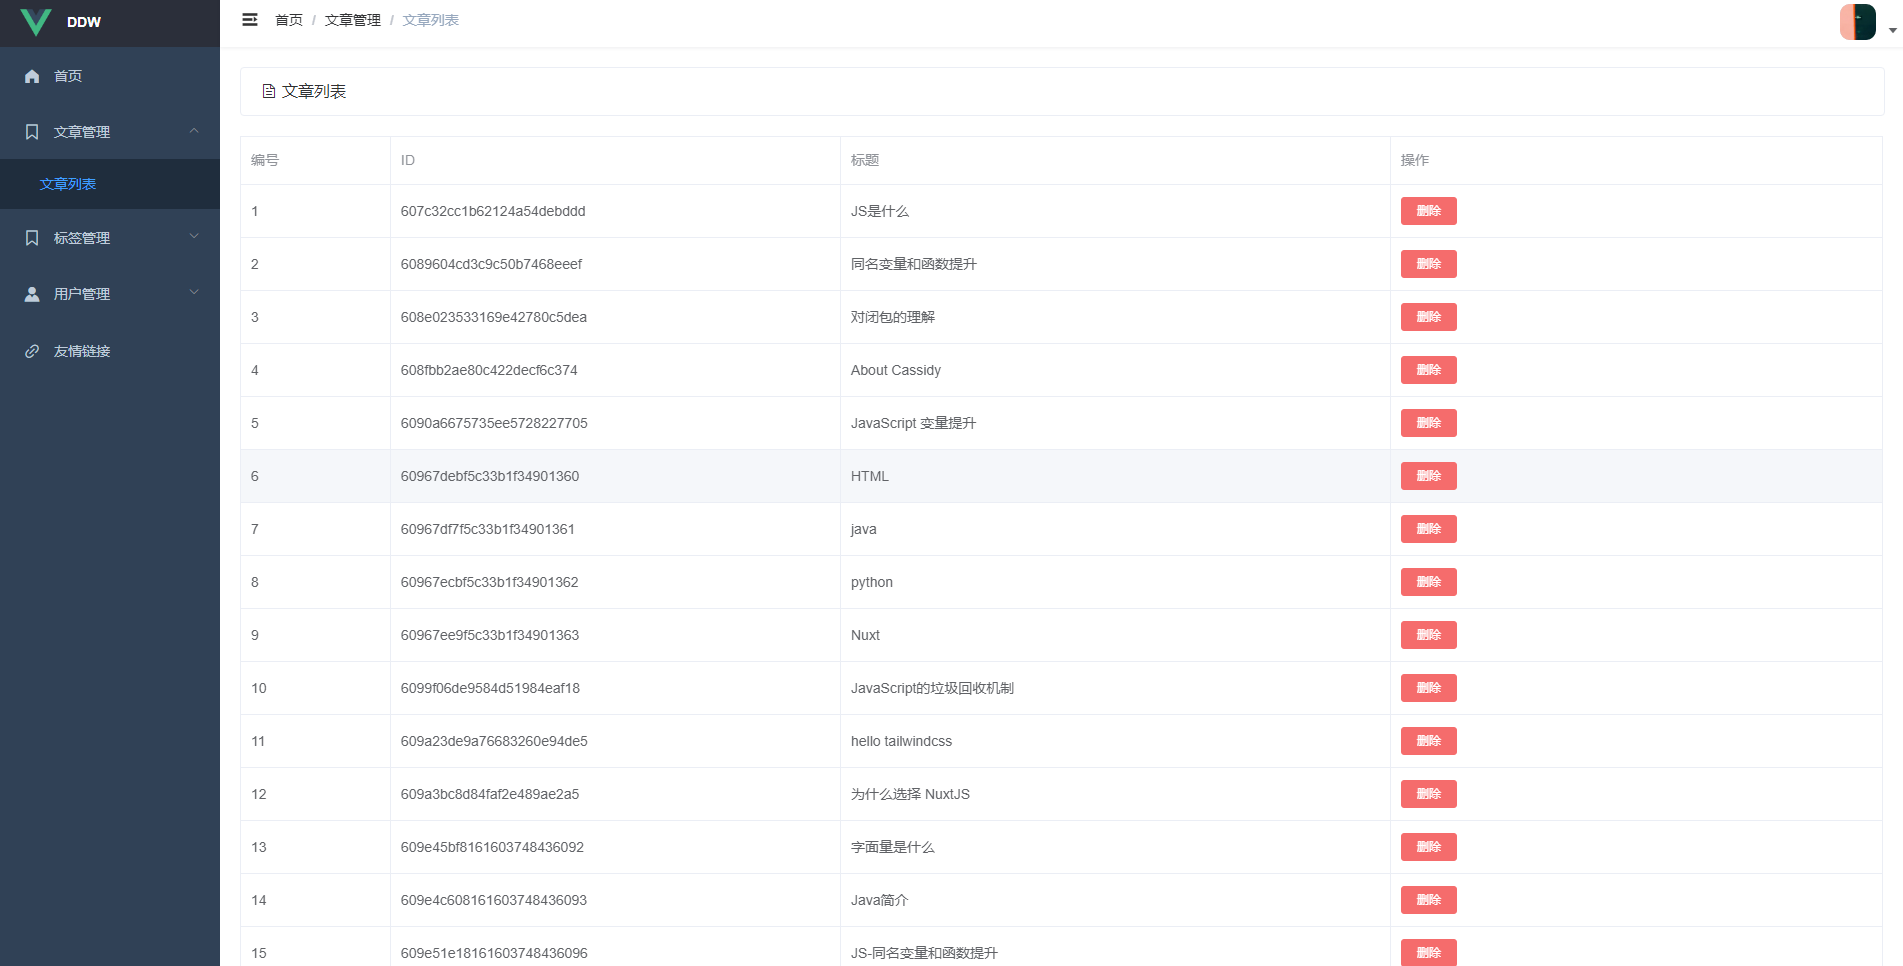 DDW
首页 / 文章管理 / 文章列表
首页
文章管理
文章列表
标签管理
用户管理
友情链接
文章列表
编号 ID 标题 操作
1 607c32cc1b62124a54debddd JS是什么 删除
2 6089604cd3c9c50b7468eeef 同名变量和函数提升 删除
3 608e023533169e42780c5dea 对闭包的理解 删除
4 608fbb2ae80c422decf6c374 About Cassidy 删除
5 6090a6675735ee5728227705 JavaScript 变量提升 删除
6 60967debf5c33b1f34901360 HTML 删除
7 60967df7f5c33b1f34901361 java 删除
8 60967ecbf5c33b1f34901362 python 删除
9 60967ee9f5c33b1f34901363 Nuxt 删除
10 6099f06de9584d51984eaf18 JavaScript的垃圾回收机制 删除
11 609a23de9a76683260e94de5 hello tailwindcss 删除
12 609a3bc8d84faf2e489ae2a5 为什么选择 NuxtJS 删除
13 609e45bf8161603748436092 字面量是什么 删除
14 609e4c608161603748436093 Java简介 删除
15 609e51e18161603748436096 JS-同名变量和函数提升 删除